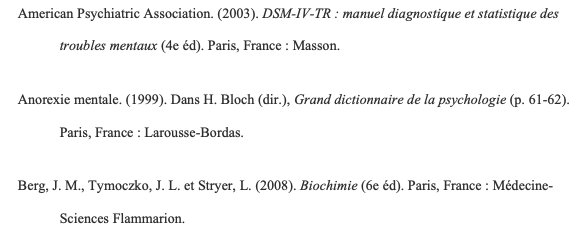 American Psychiatric Association. (2003). DSM-IV-TR : manuel diagnostique et statistique des
troubles mentaux (4e éd). Paris, France : Masson.
Anorexie mentale. (1999). Dans H. Bloch (dir.), Grand dictionnaire de la psychologie (p. 61-62).
Paris, France : Larousse-Bordas.
Berg, J. M., Tymoczko, J. L. et Stryer, L. (2008). Biochimie (6e éd). Paris, France : Médecine-
Sciences Flammarion.